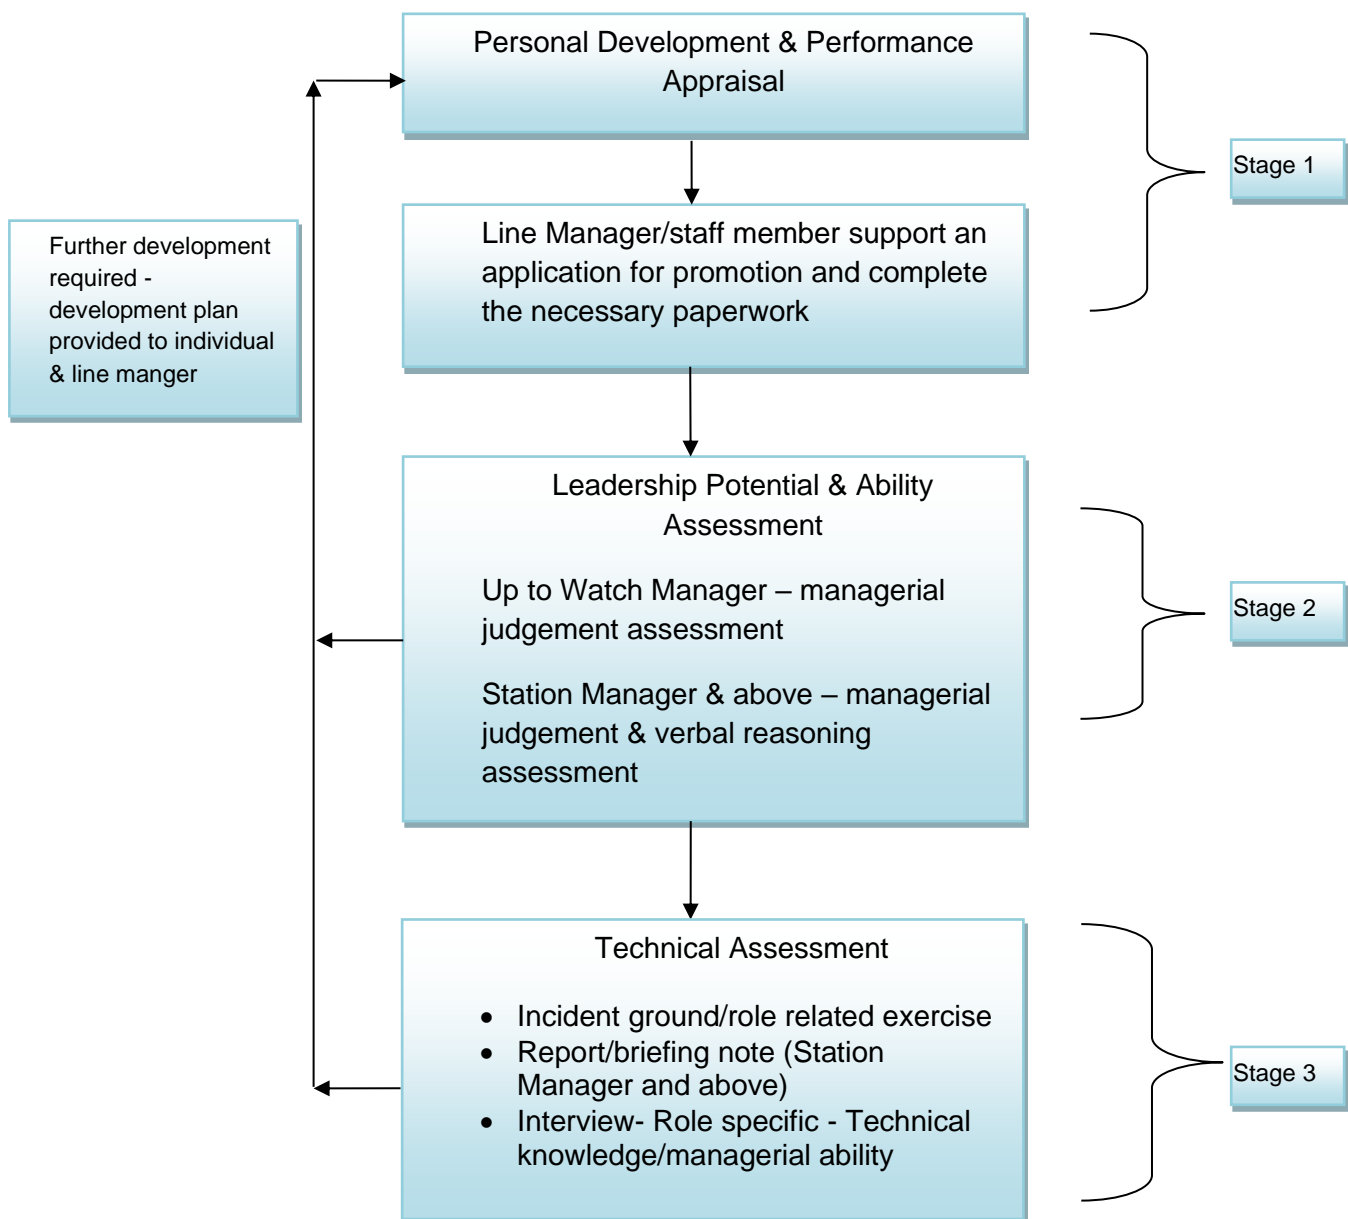 Personal Development & Performance
Appraisal
Stage 1
Line Manager/staff member support an
application for promotion and complete
the necessary paperwork
Further development
required -
development plan
provided to individual
& line manger
Leadership Potential & Ability
Assessment
Up to Watch Manager – managerial
judgement assessment
Station Manager & above – managerial
judgement & verbal reasoning
assessment
Stage 2
Technical Assessment
• Incident ground/role related exercise
• Report/briefing note (Station
Manager and above)
• Interview- Role specific - Technical
knowledge/managerial ability
Stage 3